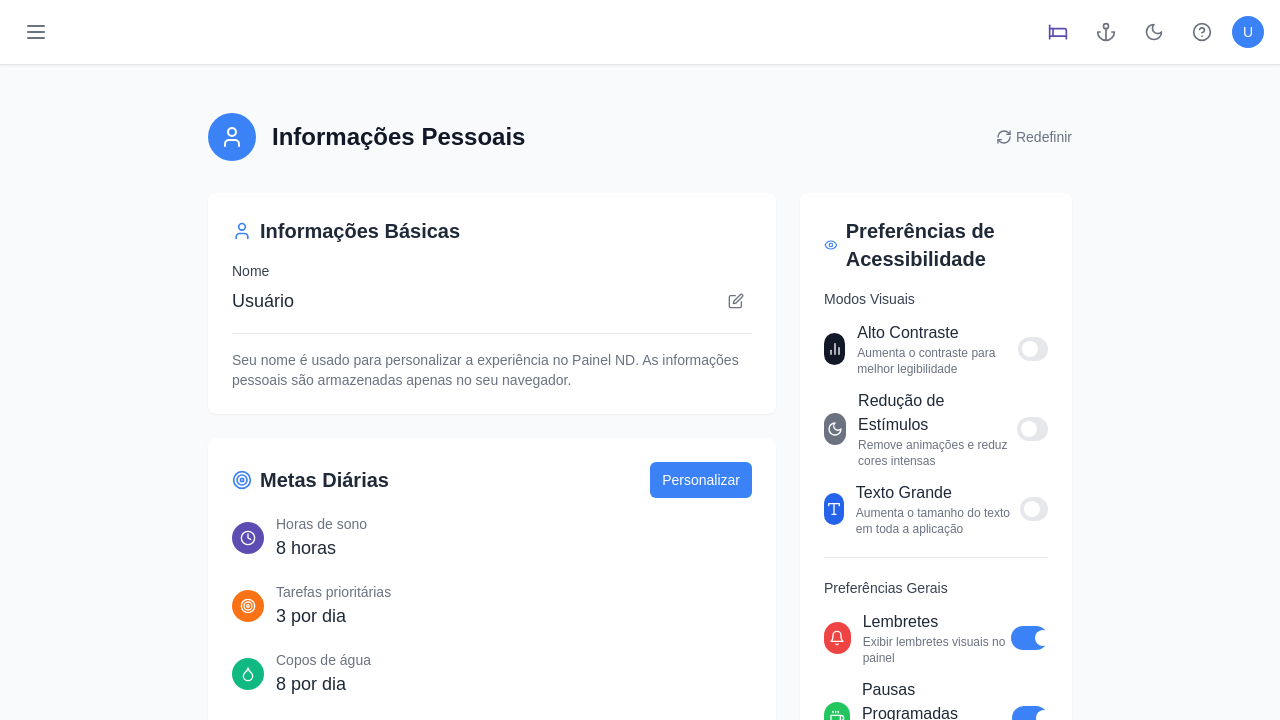 U
Informações Pessoais
Redefinir
Informações Básicas
Nome
Usuário
Seu nome é usado para personalizar a experiência no Painel ND. As informações
pessoais são armazenadas apenas no seu navegador.
Metas Diárias
Personalizar
Horas de sono
8 horas
Tarefas prioritárias
3 por dia
Copos de água
8 por dia
Preferências de
Acessibilidade
Modos Visuais
Alto Contraste
Aumenta o contraste para
melhor legibilidade
Redução de
Estímulos
Remove animações e reduz
cores intensas
Texto Grande
Aumenta o tamanho do texto
em toda a aplicação
Preferências Gerais
Lembretes
Exibir lembretes visuais no
painel
Pausas
Programadas